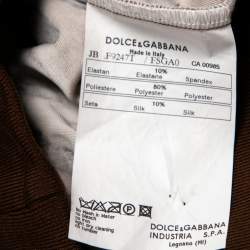 DOLCE&GABBANA
Made in Italy
JB F9247T / FSGA0 CA 00985
10%
Elastan Elastane Spandex
80%
Poliestere Polyester Polyester
10%
Seta Silk Silk
DOLCE&GABBANA
INDUSTRIA S.P.A.
Legnano (MI)